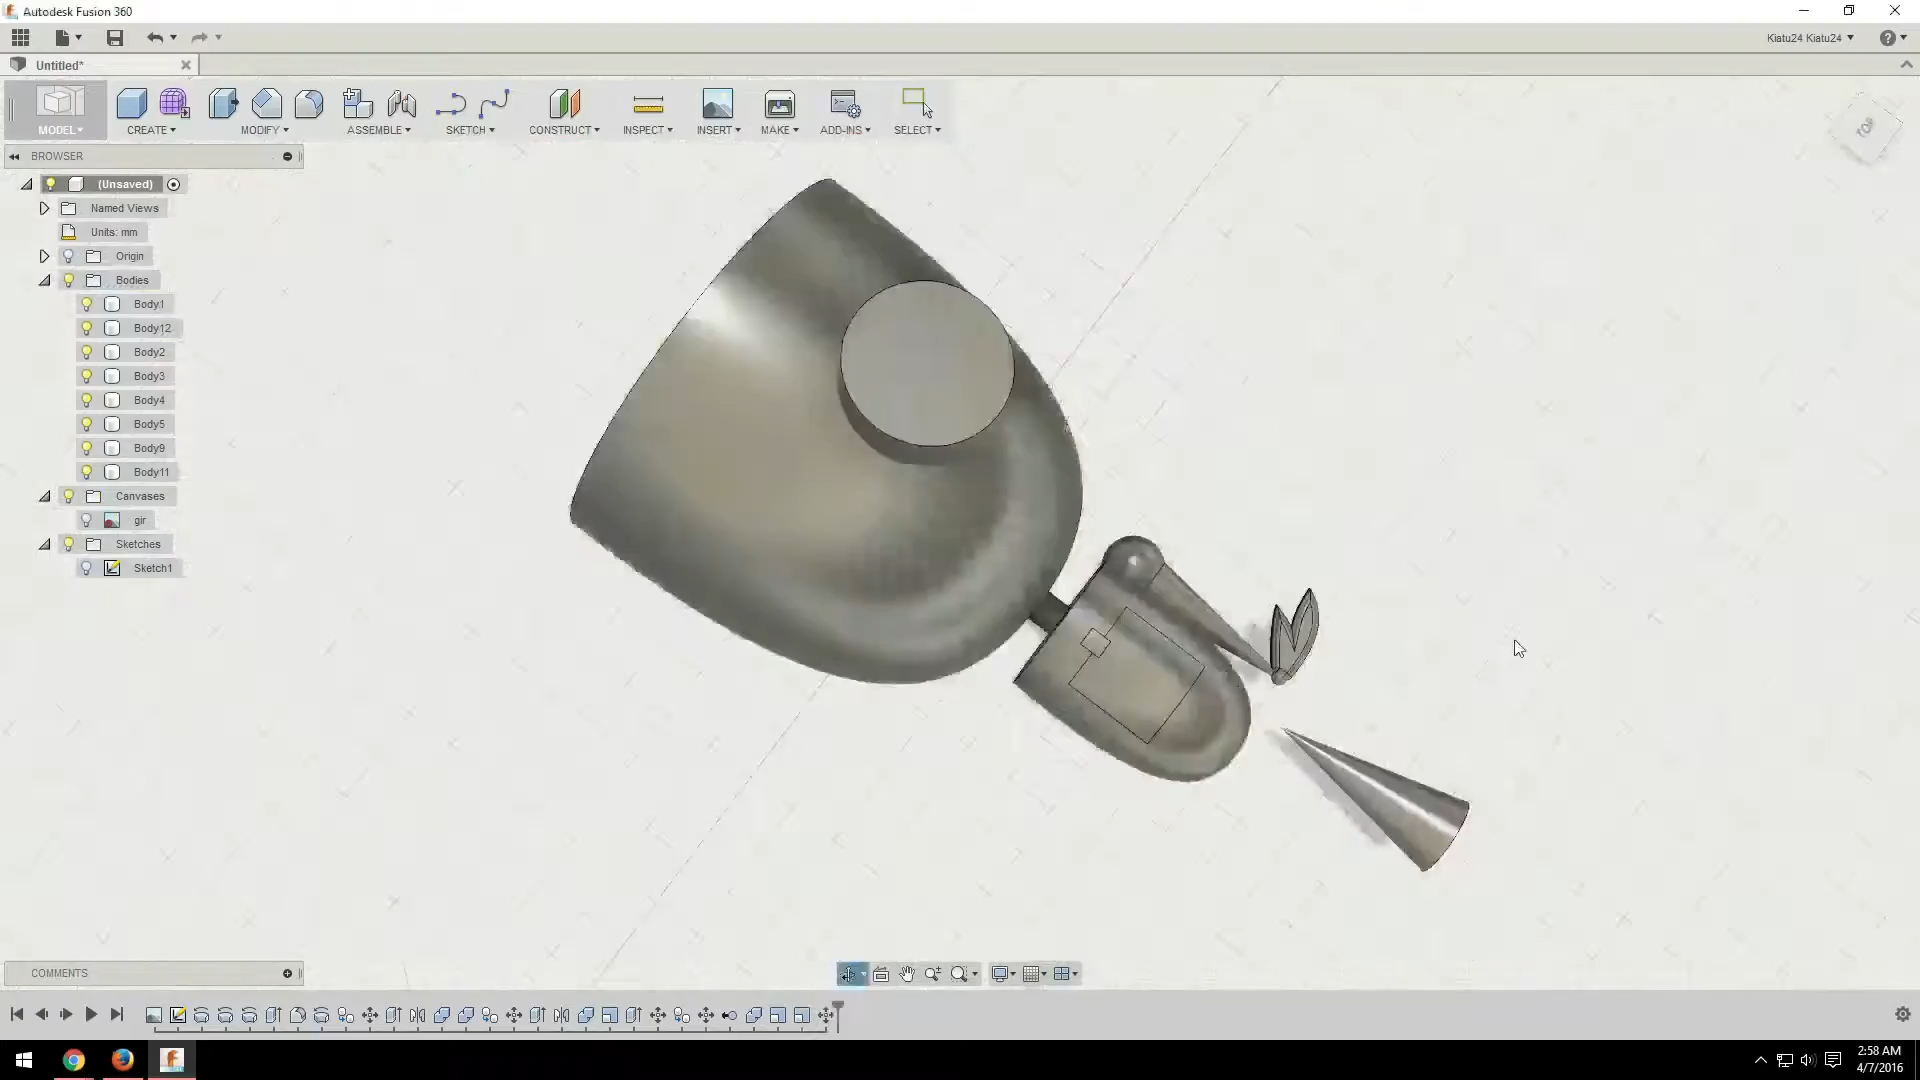 Autodesk Fusion 360
Kiatu24 Kiatu24
Untitled*
MODEL
CREATE
MODIFY
ASSEMBLE
SKETCH
CONSTRUCT
INSPECT
INSERT
MAKE
ADD-INS
SELECT
TOP
BROWSER
(Unsaved)
Named Views
Units: mm
Origin
Bodies
Body1
Body12
Body2
Body3
Body4
Body5
Body9
Body11
Canvases
gir
Sketches
Sketch1
COMMENTS
2:58 AM
4/7/2016